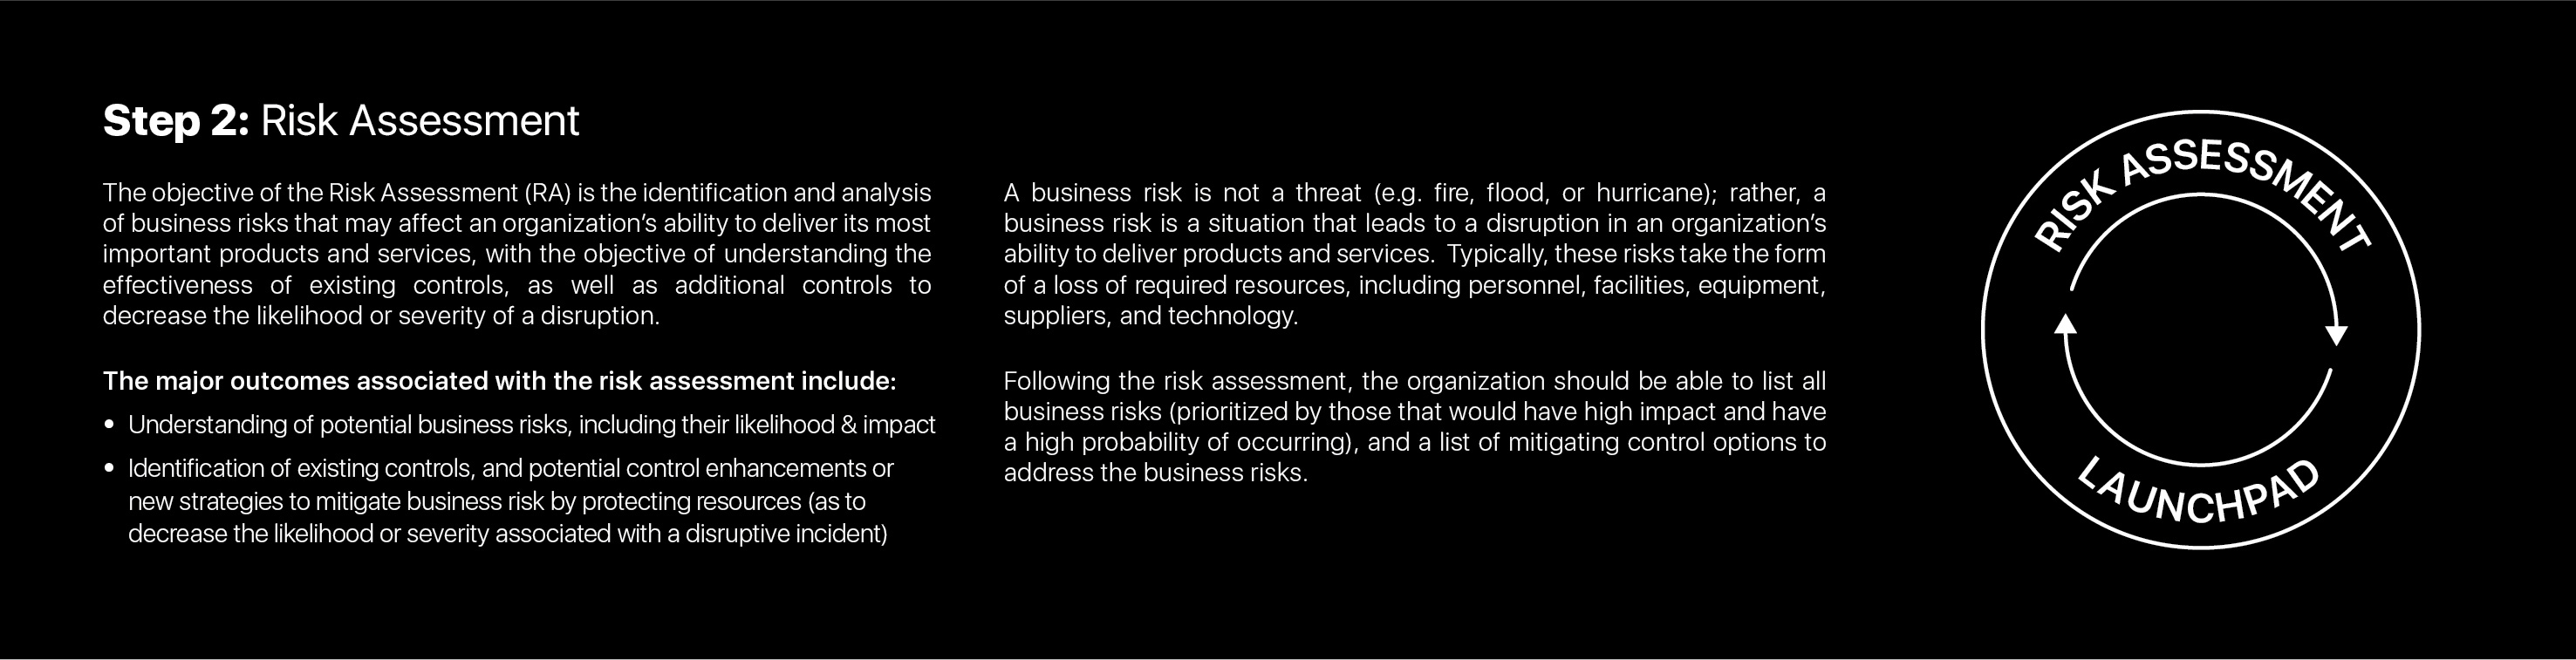 Step 2: Risk Assessment
The objective of the Risk Assessment (RA) is the identification and analysis
of business risks that may affect an organization’s ability to deliver its most
important products and services, with the objective of understanding the
effectiveness of existing controls, as well as additional controls to
decrease the likelihood or severity of a disruption.
The major outcomes associated with the risk assessment include:
• Understanding of potential business risks, including their likelihood & impact
• Identification of existing controls, and potential control enhancements or
new strategies to mitigate business risk by protecting resources (as to
decrease the likelihood or severity associated with a disruptive incident)
A business risk is not a threat (e.g. fire, flood, or hurricane); rather, a
business risk is a situation that leads to a disruption in an organization’s
ability to deliver products and services. Typically, these risks take the form
of a loss of required resources, including personnel, facilities, equipment,
suppliers, and technology.
Following the risk assessment, the organization should be able to list all
business risks (prioritized by those that would have high impact and have
a high probability of occurring), and a list of mitigating control options to
address the business risks.
RISK ASSESSMENT
LAUNCHPAD